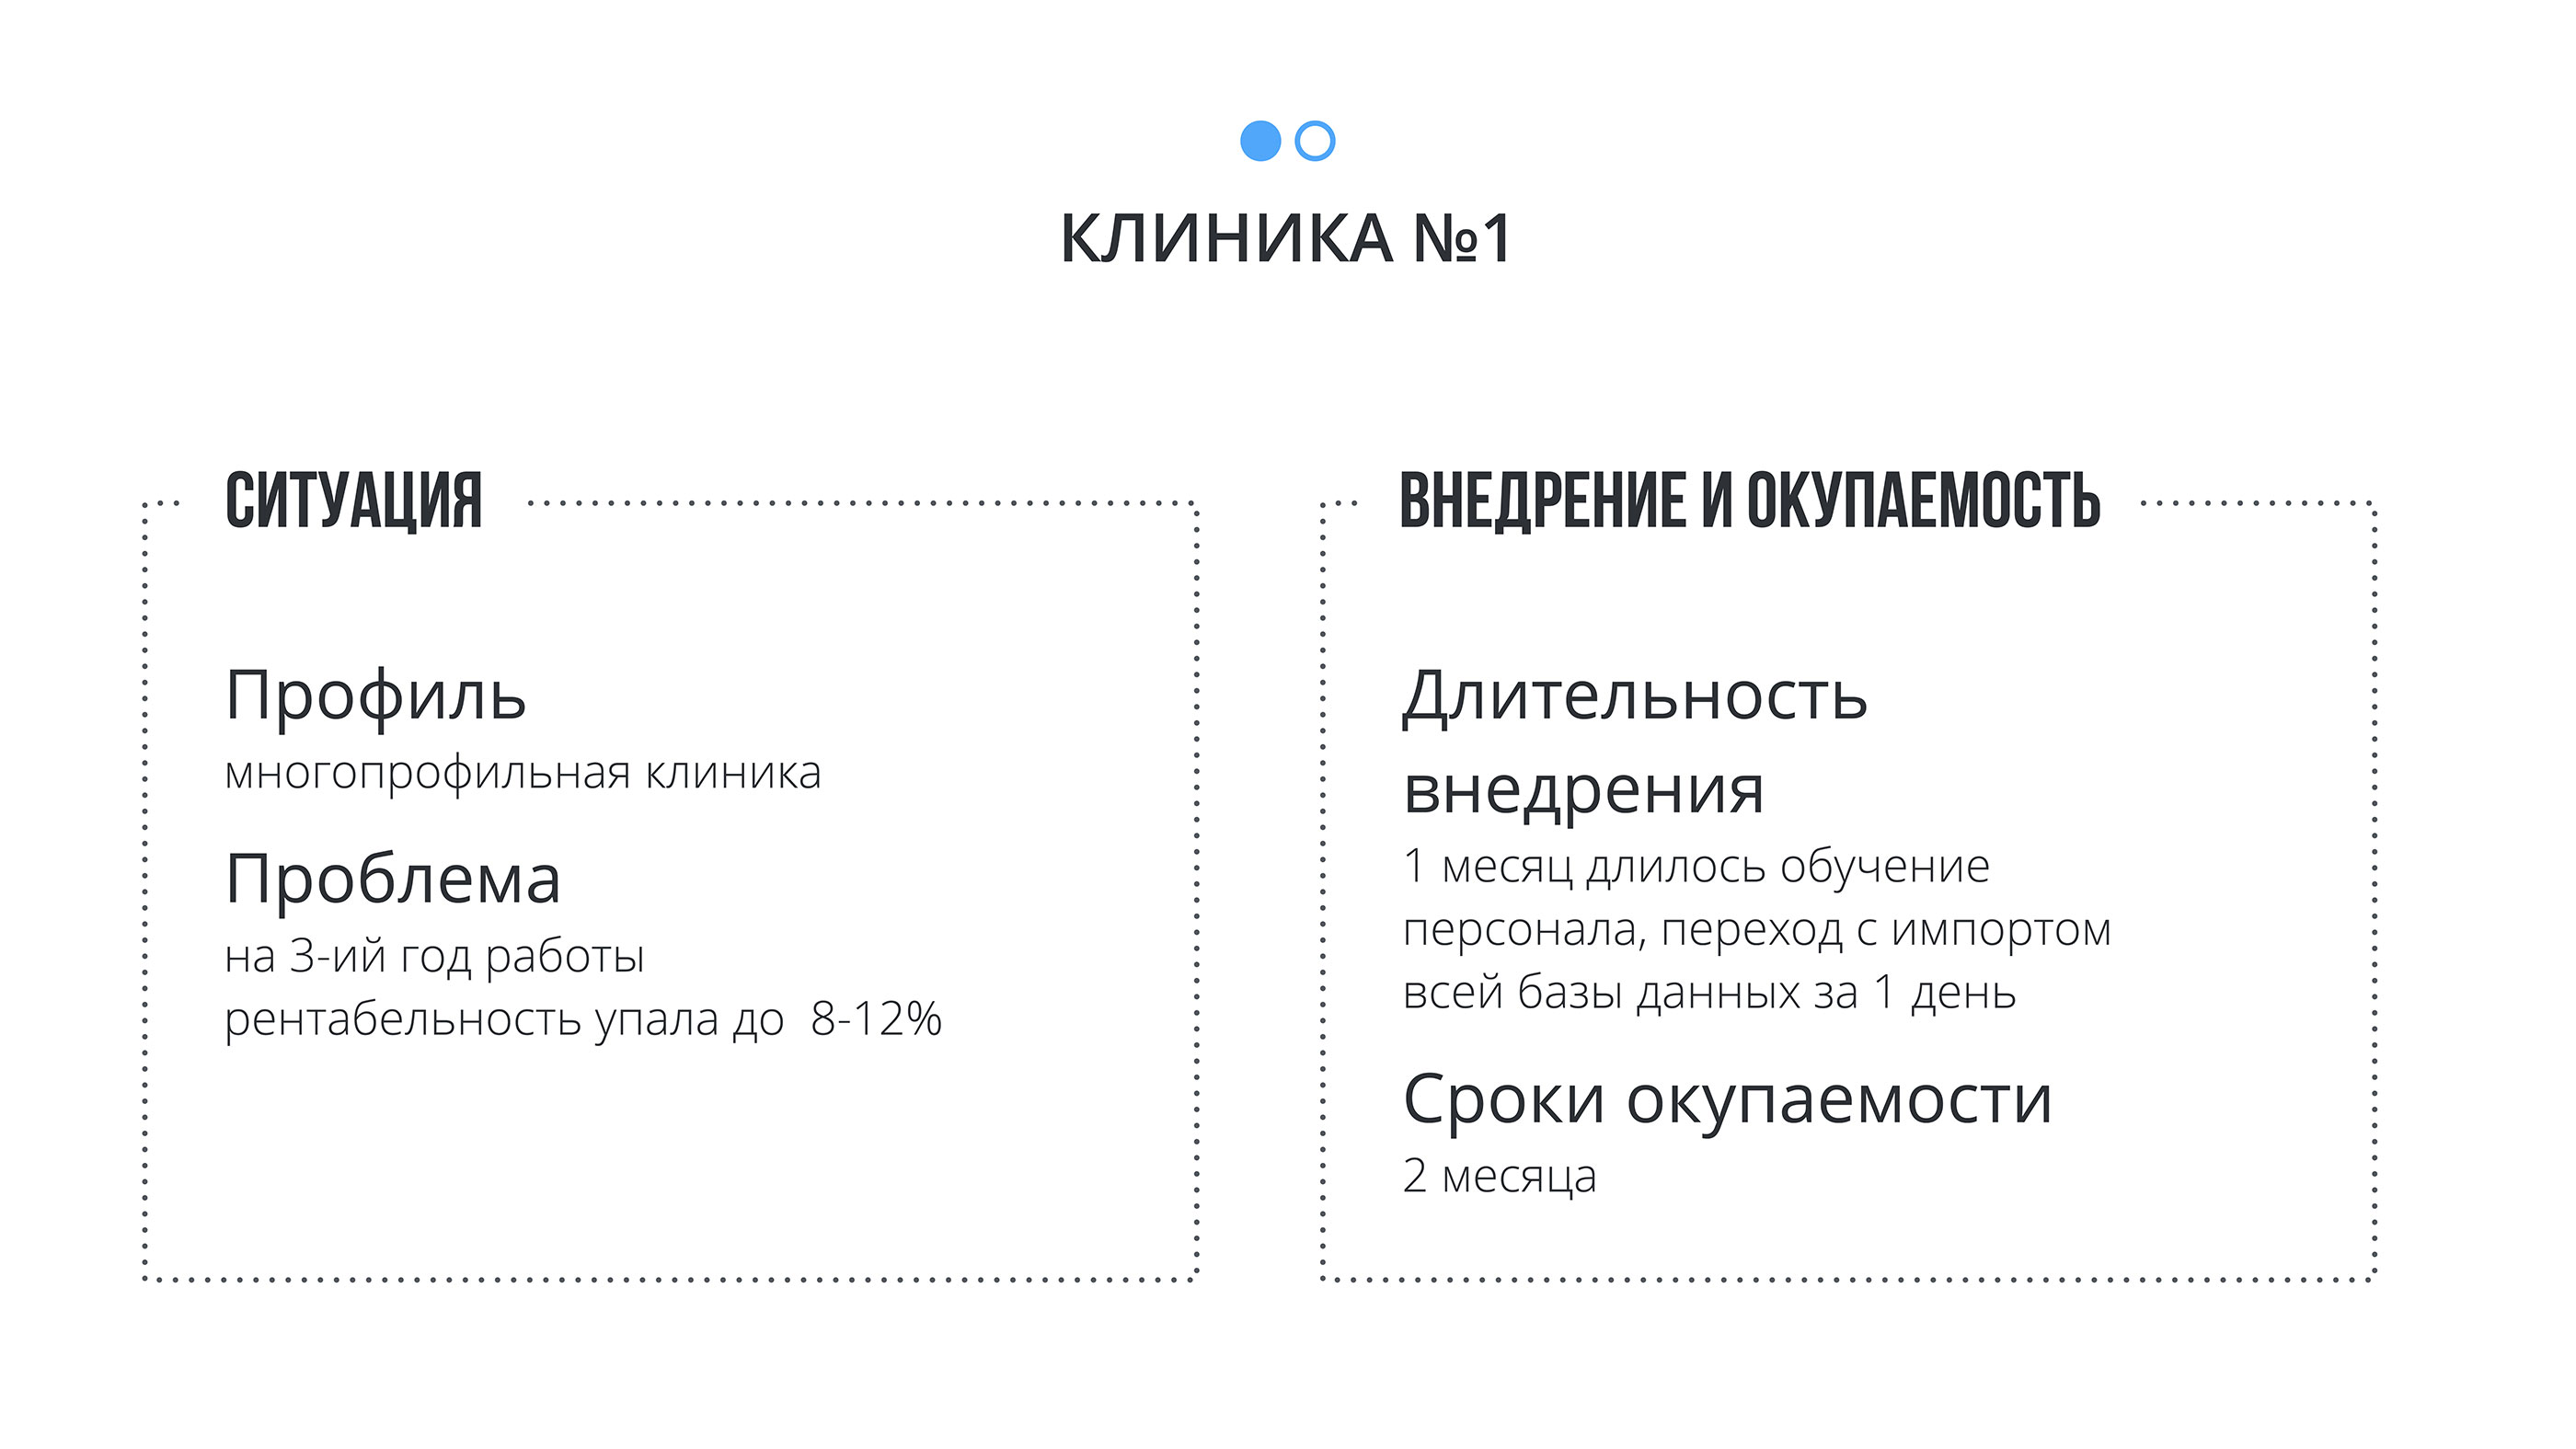 КЛИНИКА №1
СИТУАЦИЯ
Профиль
многопрофильная клиника
Проблема
на 3-ий год работы
рентабельность упала до  8-12%
ВНЕДРЕНИЕ И ОКУПАЕМОСТЬ
Длительность
внедрения
1 месяц длилось обучение
персонала, переход с импортом
всей базы данных за 1 день
Сроки окупаемости
2 месяца